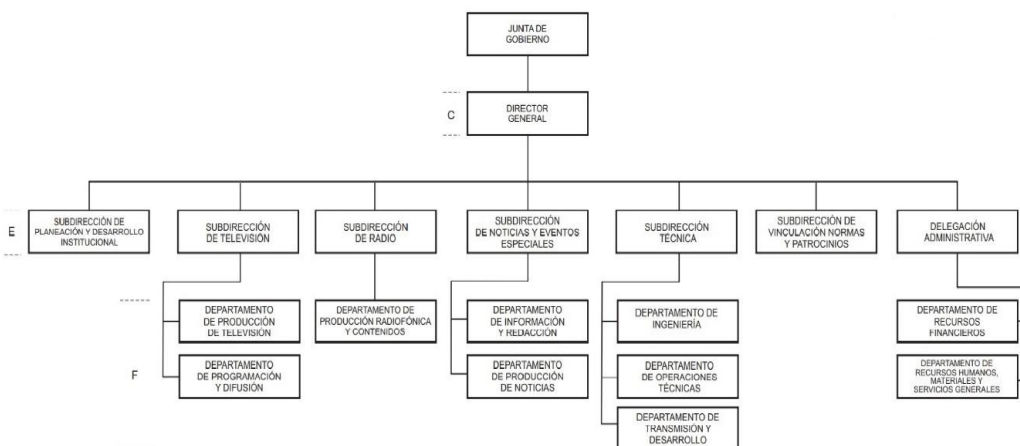 JUNTA DE
GOBIERNO
C
DIRECTOR
GENERAL
E
SUBDIRECCIÓN DE
PLANEACIÓN Y DESARROLLO
INSTITUCIONAL
SUBDIRECCIÓN
DE TELEVISIÓN
SUBDIRECCIÓN
DE RADIO
SUBDIRECCIÓN
DE NOTICIAS Y EVENTOS
ESPECIALES
SUBDIRECCIÓN
TÉCNICA
SUBDIRECCIÓN DE
VINCULACIÓN NORMAS
Y PATROCINIOS
DELEGACIÓN
ADMINISTRATIVA
F
DEPARTAMENTO
DE PRODUCCIÓN
DE TELEVISIÓN
DEPARTAMENTO DE
PRODUCCIÓN RADIOFÓNICA
Y CONTENIDOS
DEPARTAMENTO
DE INFORMACIÓN
Y REDACCIÓN
DEPARTAMENTO DE
INGENIERÍA
DEPARTAMENTO DE
RECURSOS
FINANCIEROS
DEPARTAMENTO
DE PROGRAMACIÓN
Y DIFUSIÓN
DEPARTAMENTO
DE PRODUCCIÓN
DE NOTICIAS
DEPARTAMENTO
DE OPERACIONES
TÉCNICAS
DEPARTAMENTO DE
RECURSOS HUMANOS,
MATERIALES Y
SERVICIOS GENERALES
DEPARTAMENTO DE
TRANSMISIÓN Y
DESARROLLO